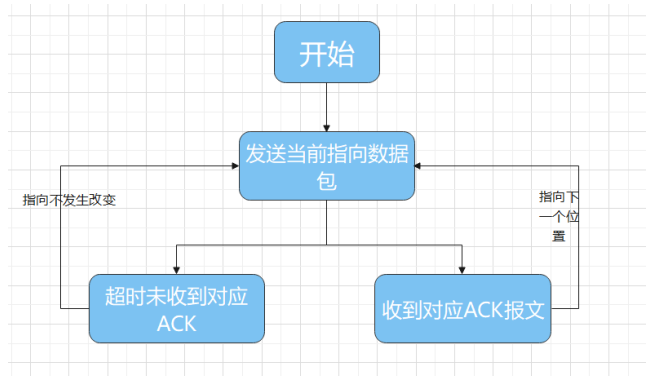 开始
发送当前指向数据
包
指向不发生改变
指向下
一个位
置
超时未收到对应
ACK
收到对应ACK报文